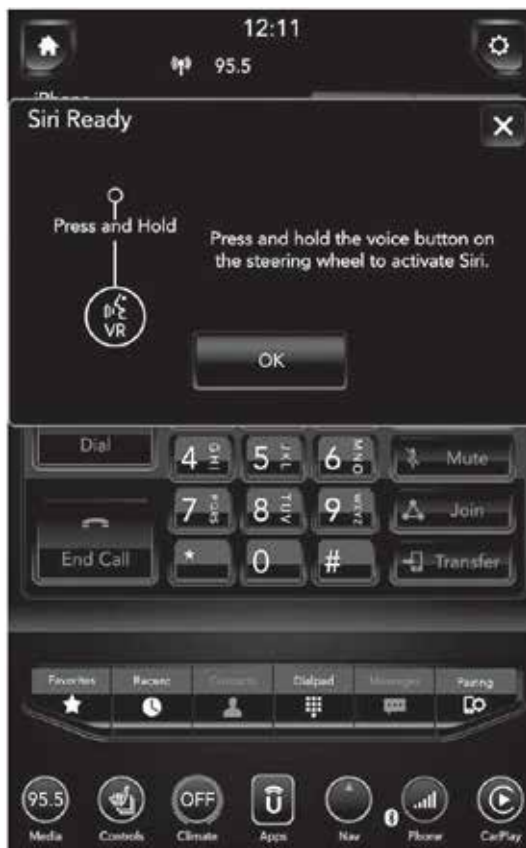 12:11
95.5
iPhone
Siri Ready
Press and Hold
Press and hold the voice button on
the steering wheel to activate Siri.
VR
OK
Dial
4 GHI 5 JKL 6 MNO
Mute
7 PQRS 8 TUV 9 WXYZ
Join
End Call
* 0 #
Transfer
Favorites Recent Contacts Dialpad Messages Pairing
95.5 OFF
Media Controls Climate Apps Nav Phone CarPlay